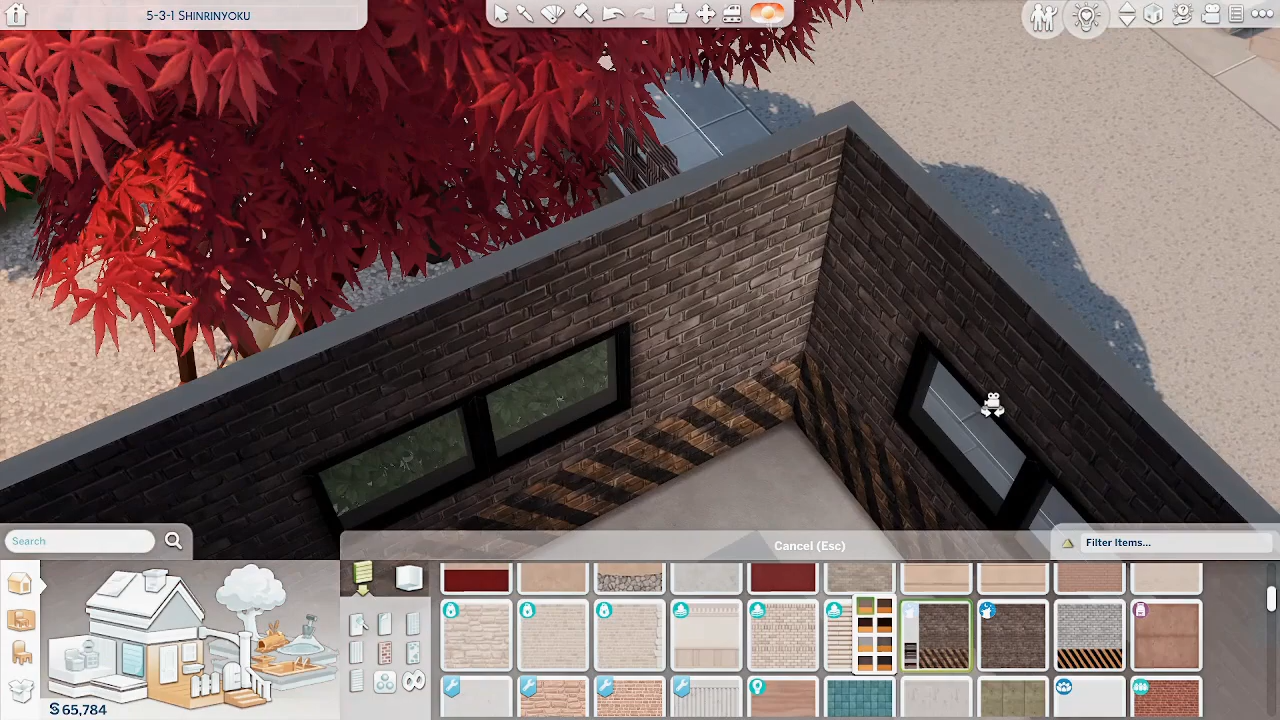 5-3-1 SHINRINYOKU
Cancel (Esc)
Search
Filter Items...
§65,784